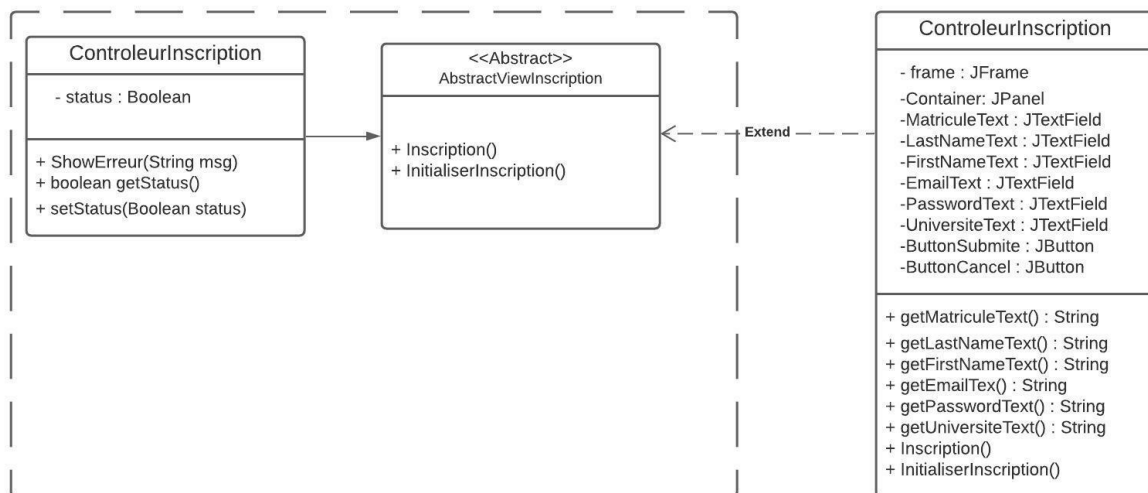 ControleurInscription
- status : Boolean
+ ShowErreur(String msg)
+ boolean getStatus()
+ setStatus(Boolean status)
<<Abstract>>
AbstractViewInscription
+ Inscription()
+ InitialiserInscription()
Extend
ControleurInscription
- frame : JFrame
-Container: JPanel
-MatriculeText : JTextField
-LastNameText : JTextField
-FirstNameText : JTextField
-EmailText : JTextField
-PasswordText : JTextField
-UniversiteText : JTextField
-ButtonSubmite : JButton
-ButtonCancel : JButton
+ getMatriculeText() : String
+ getLastNameText() : String
+ getFirstNameText() : String
+ getEmailTex() : String
+ getPasswordText() : String
+ getUniversiteText() : String
+ Inscription()
+ InitialiserInscription()